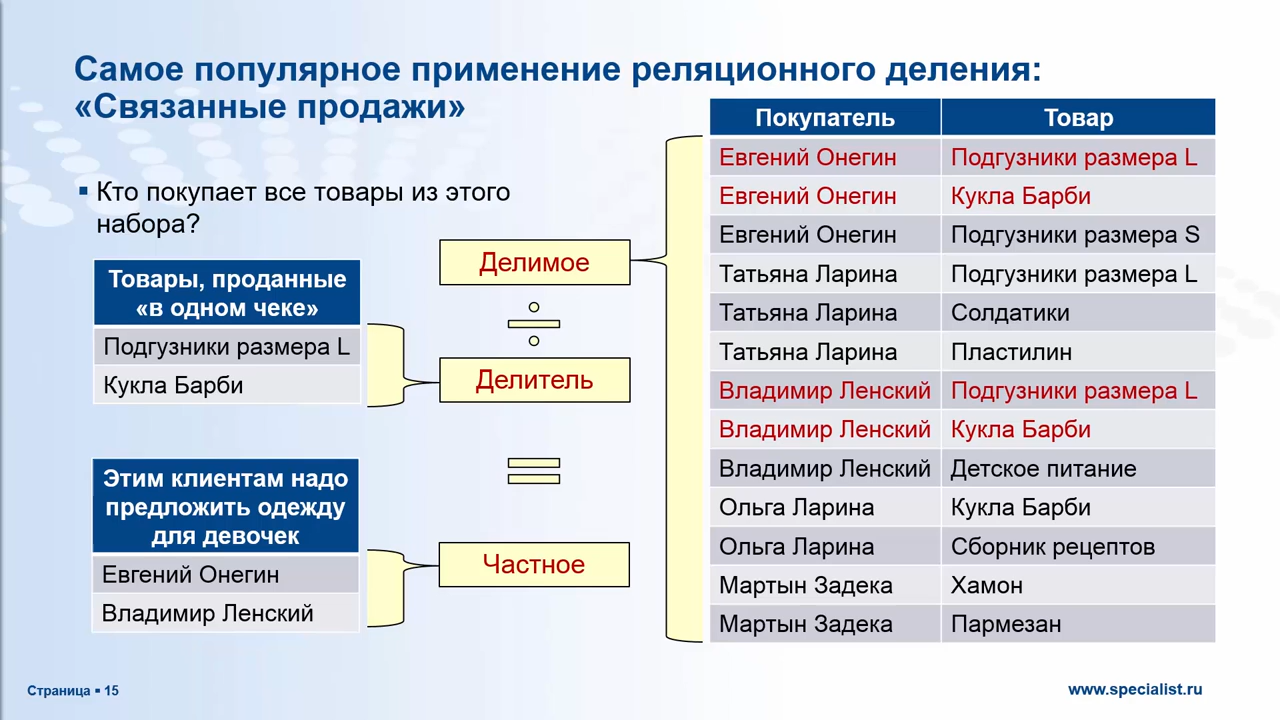 Самое популярное применение реляционного деления:
«Связанные продажи»
▪ Кто покупает все товары из этого
набора?
Товары, проданные
«в одном чеке»
Подгузники размера L
Кукла Барби
Этим клиентам надо
предложить одежду
для девочек
Евгений Онегин
Владимир Ленский
Делимое
÷
Делитель
=
Частное
Покупатель Товар
Евгений Онегин Подгузники размера L
Евгений Онегин Кукла Барби
Евгений Онегин Подгузники размера S
Татьяна Ларина Подгузники размера L
Татьяна Ларина Солдатики
Татьяна Ларина Пластилин
Владимир Ленский Подгузники размера L
Владимир Ленский Кукла Барби
Владимир Ленский Детское питание
Ольга Ларина Кукла Барби
Ольга Ларина Сборник рецептов
Мартын Задека Хамон
Мартын Задека Пармезан
Страница ▪ 15
www.specialist.ru